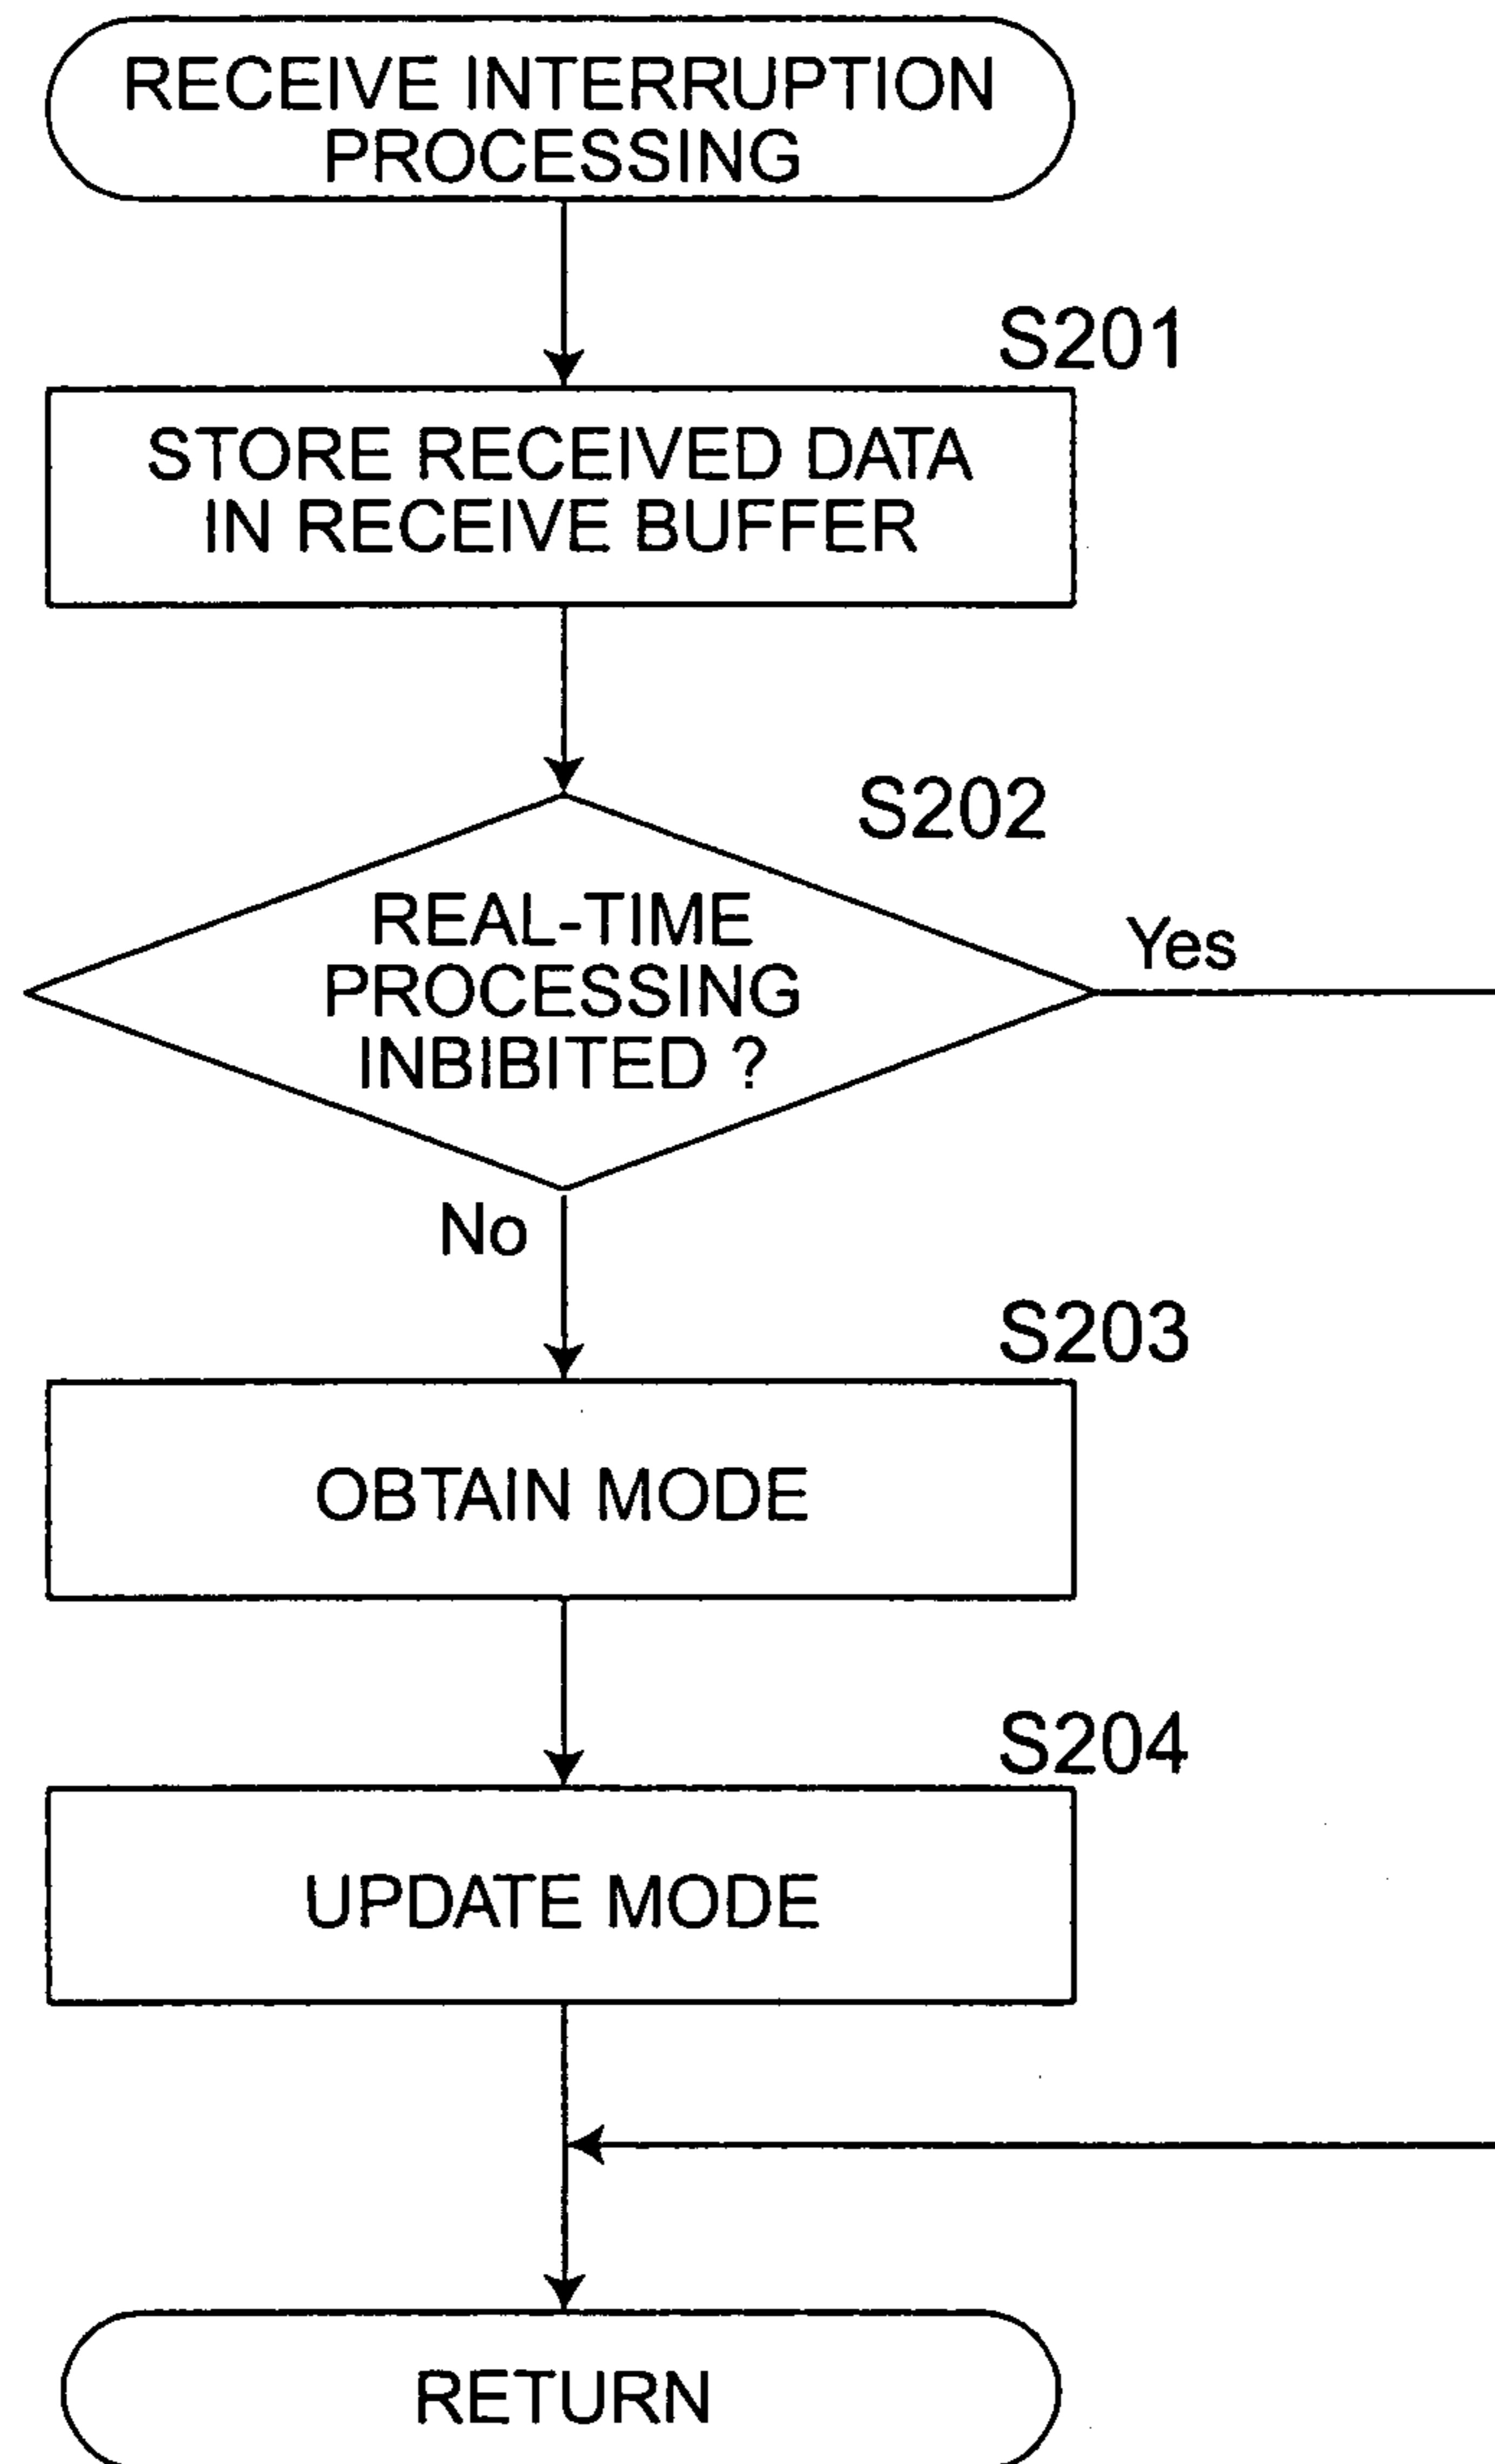 RECEIVE INTERRUPTION
PROCESSING
S201
STORE RECEIVED DATA
IN RECEIVE BUFFER
S202
REAL-TIME
PROCESSING
INBIBITED ?
Yes
No
S203
OBTAIN MODE
S204
UPDATE MODE
RETURN